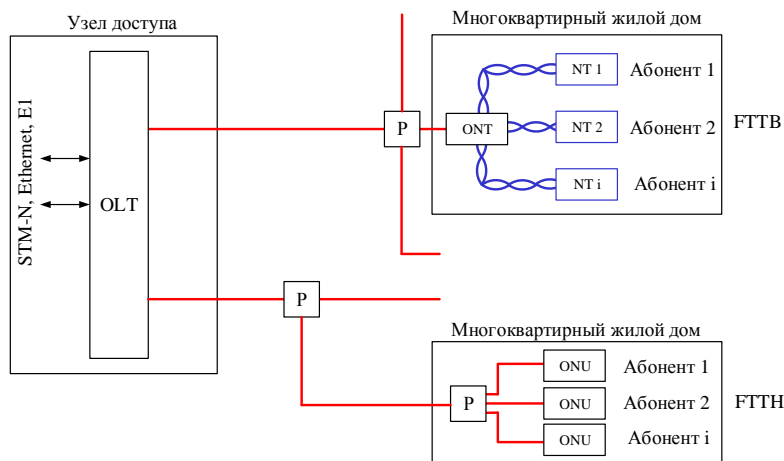 Узел доступа
STM-N, Ethernet, E1
OLT
Многоквартирный жилой дом
P
ONT
NT 1
Абонент 1
NT 2
Абонент 2
NT i
Абонент i
FTTB
P
Многоквартирный жилой дом
P
ONU
Абонент 1
ONU
Абонент 2
ONU
Абонент i
FTTH